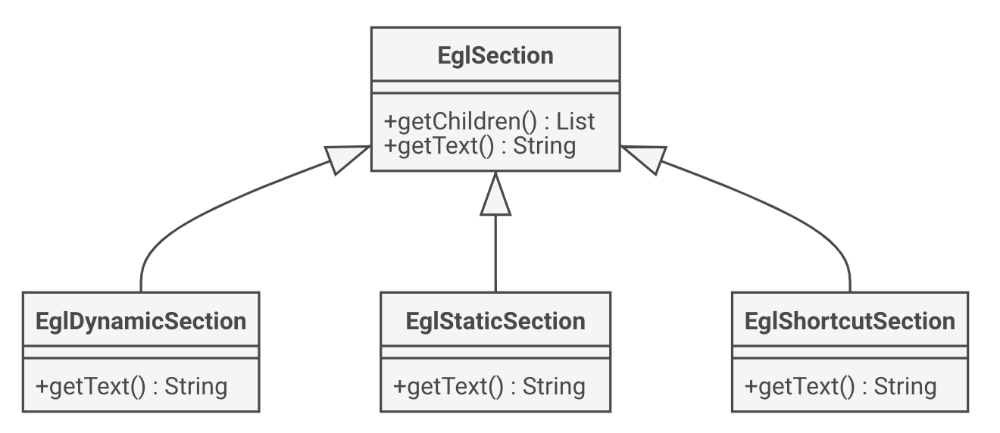 EglSection
+getChildren() : List
+getText() : String
EglDynamicSection
+getText() : String
EglStaticSection
+getText() : String
EglShortcutSection
+getText() : String